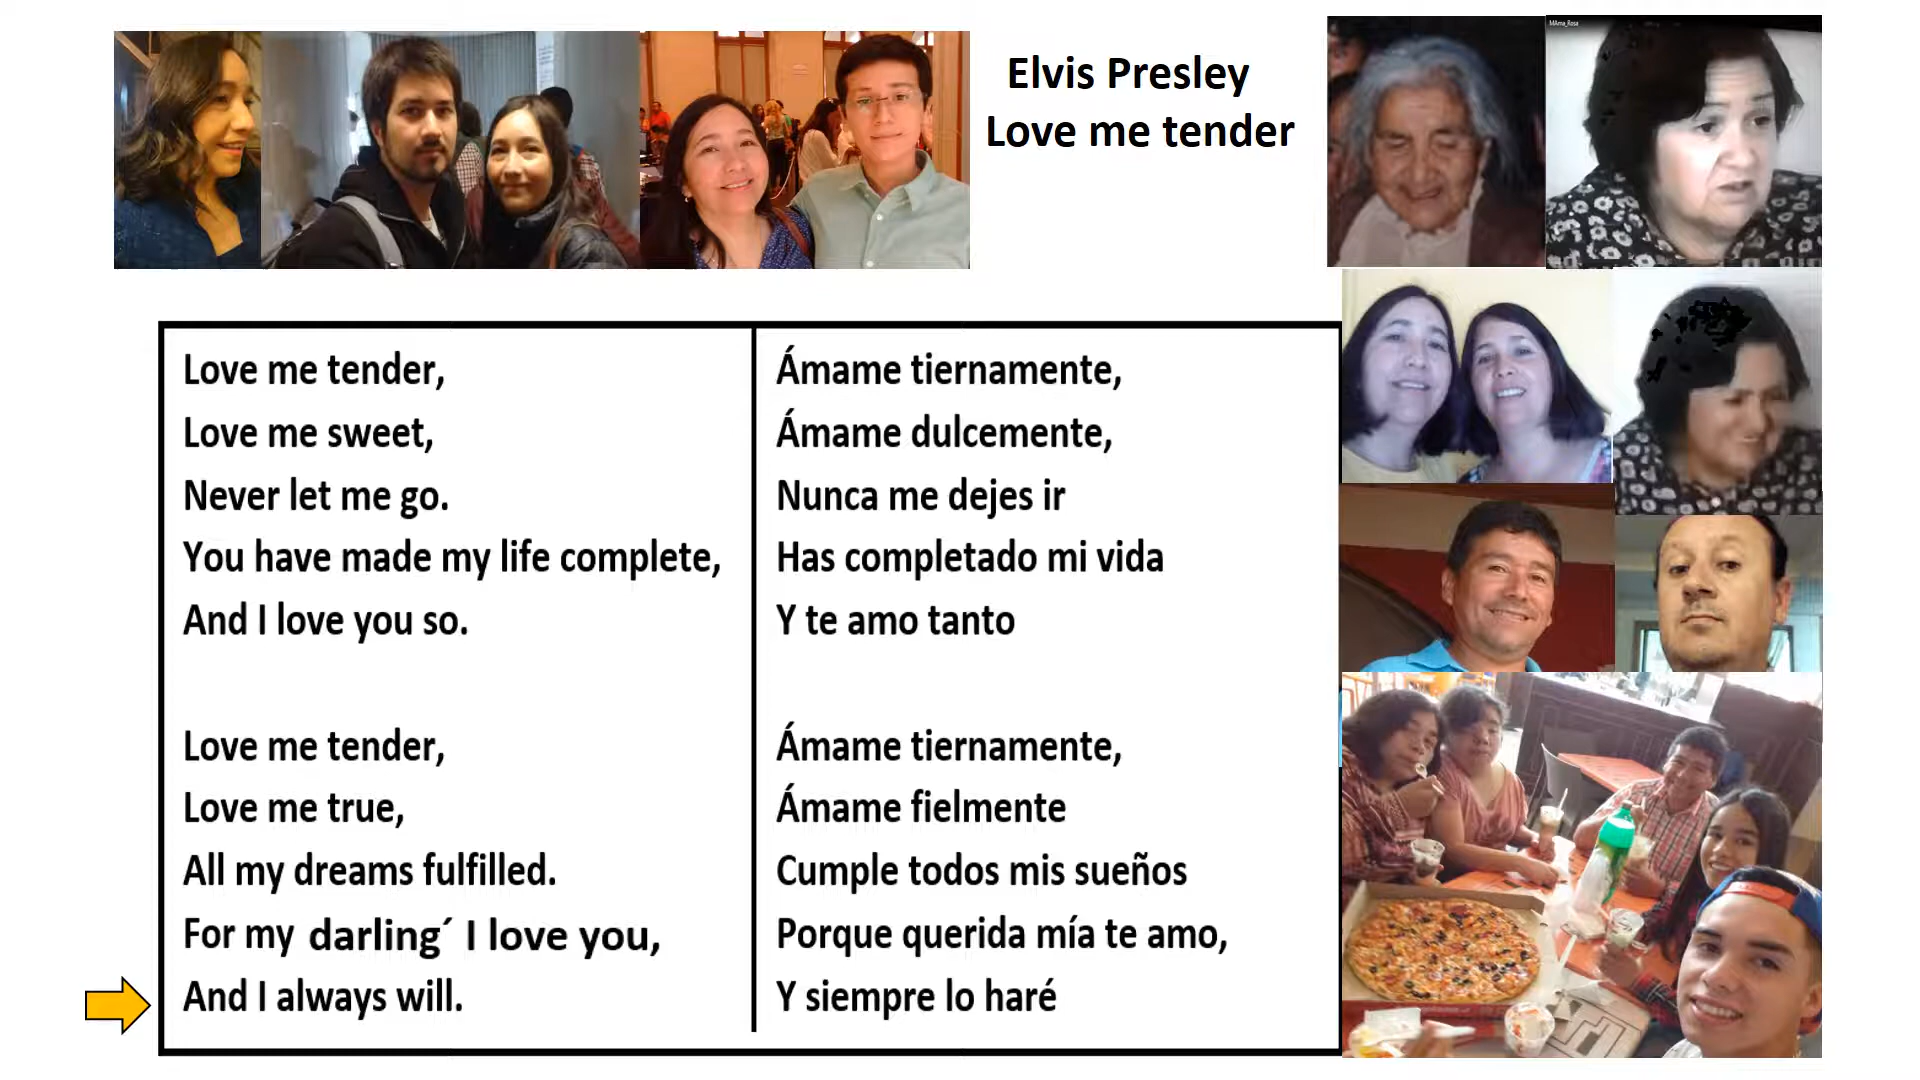 Elvis Presley
Love me tender
MAma_Rosa
Love me tender,
Love me sweet,
Never let me go.
You have made my life complete,
And I love you so.
Love me tender,
Love me true,
All my dreams fulfilled.
For my darling´ I love you,
And I always will.
Ámame tiernamente,
Ámame dulcemente,
Nunca me dejes ir
Has completado mi vida
Y te amo tanto
Ámame tiernamente,
Ámame fielmente
Cumple todos mis sueños
Porque querida mía te amo,
Y siempre lo haré